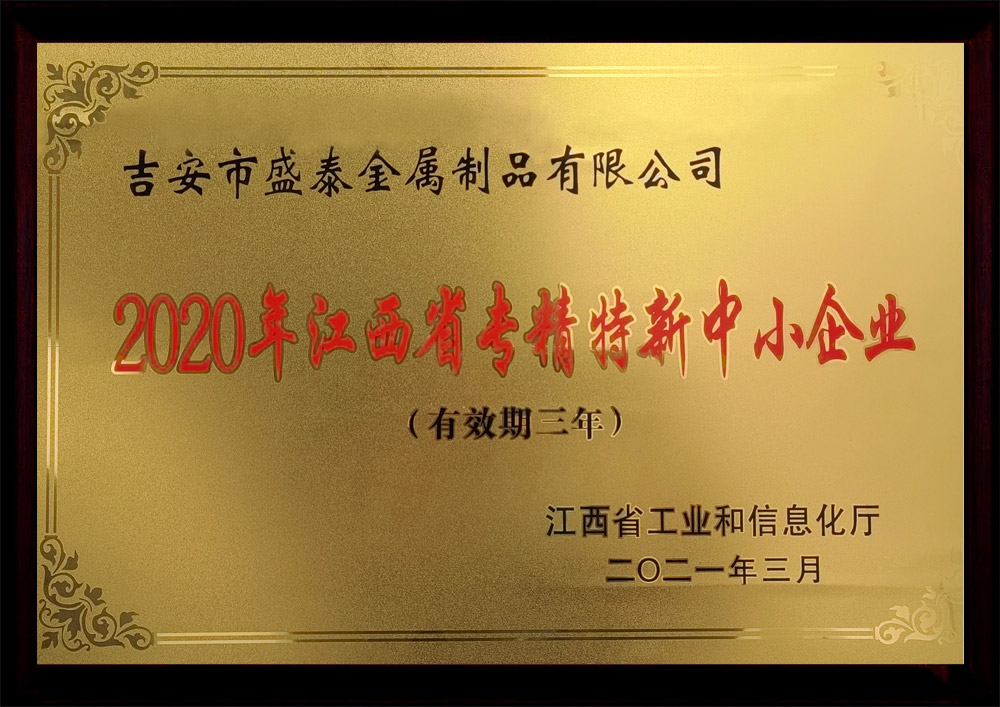 吉安市盛泰金属制品有限公司
2020年江西省专精特新中小企业
（有效期三年）
江西省工业和信息化厅
二〇二一年三月